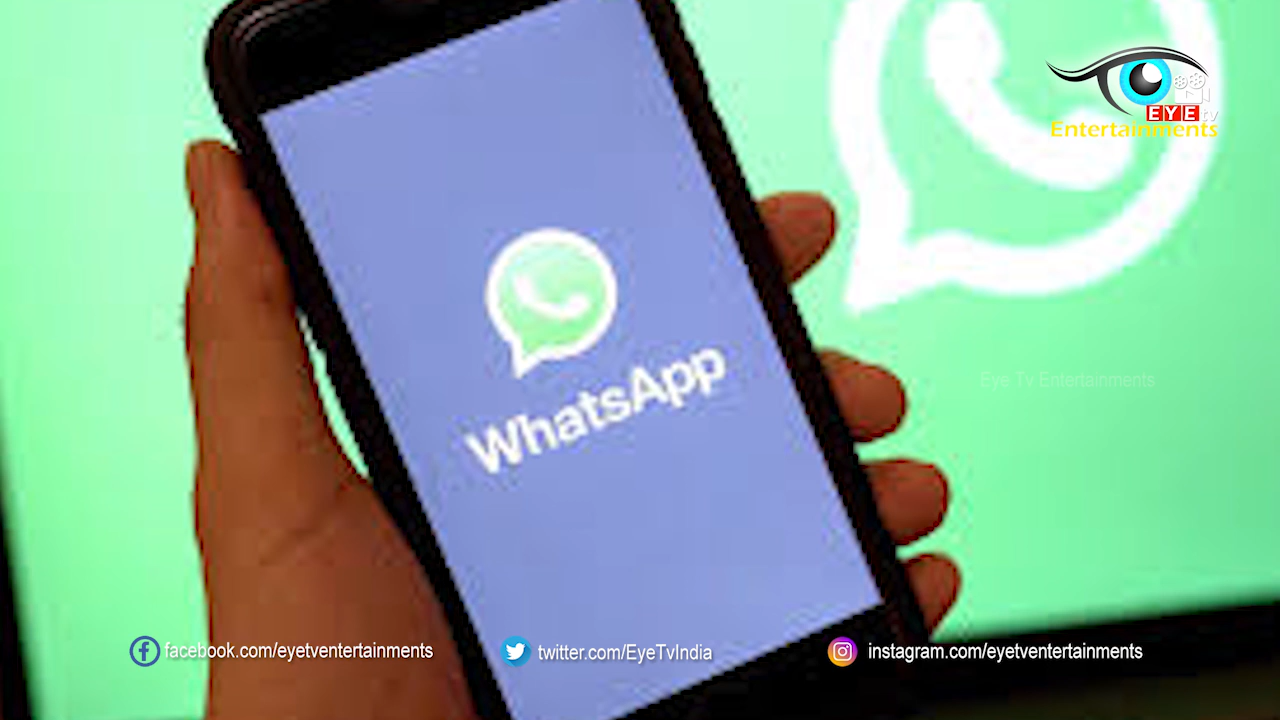 EYE tv
Entertainments
WhatsApp
Eye Tv Entertainments
facebook.com/eyetventertainments
twitter.com/EyeTvIndia
instagram.com/eyetventertainments